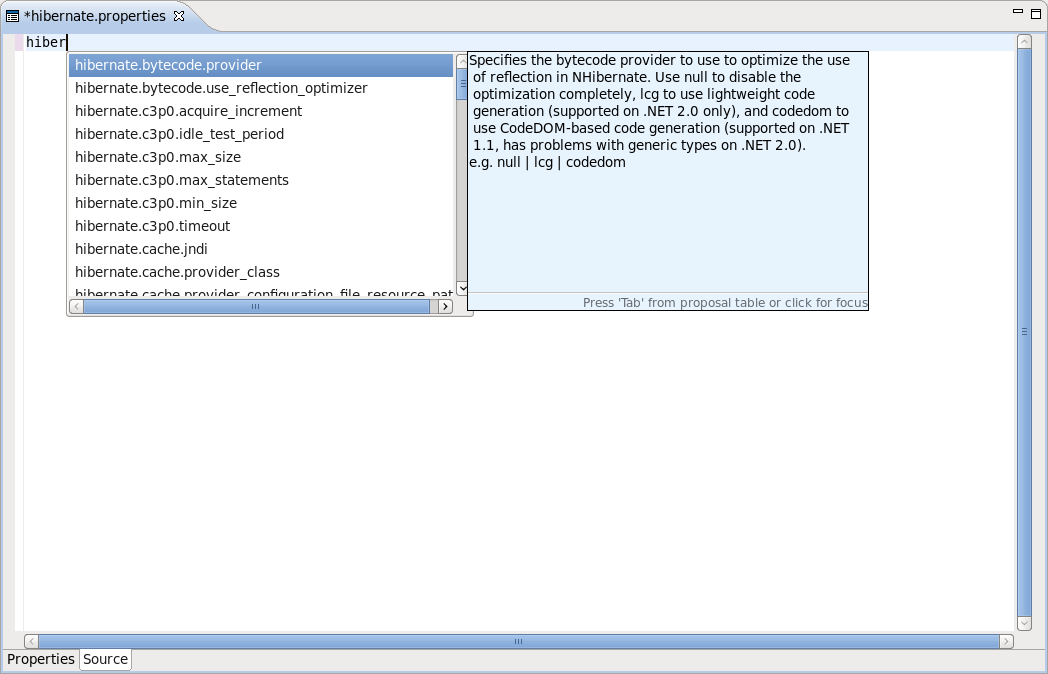 *hibernate.properties
hiber
hibernate.bytecode.provider
hibernate.bytecode.use_reflection_optimizer
hibernate.c3p0.acquire_increment
hibernate.c3p0.idle_test_period
hibernate.c3p0.max_size
hibernate.c3p0.max_statements
hibernate.c3p0.min_size
hibernate.c3p0.timeout
hibernate.cache.jndi
hibernate.cache.provider_class
hibernate.cache.provider_configuration_file_resource_pat
Specifies the bytecode provider to use to optimize the use
of reflection in NHibernate. Use null to disable the
optimization completely, lcg to use lightweight code
generation (supported on .NET 2.0 only), and codedom to
use CodeDOM-based code generation (supported on .NET
1.1, has problems with generic types on .NET 2.0).
e.g. null | lcg | codedom
Press 'Tab' from proposal table or click for focus
Properties Source